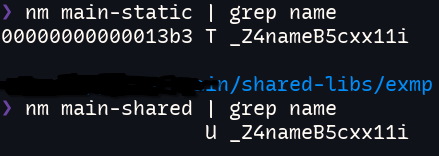 ❯ nm main-static | grep name
00000000000013b3 T _Z4nameB5cxx11i
in/shared-libs/exmp
❯ nm main-shared | grep name
U _Z4nameB5cxx11i